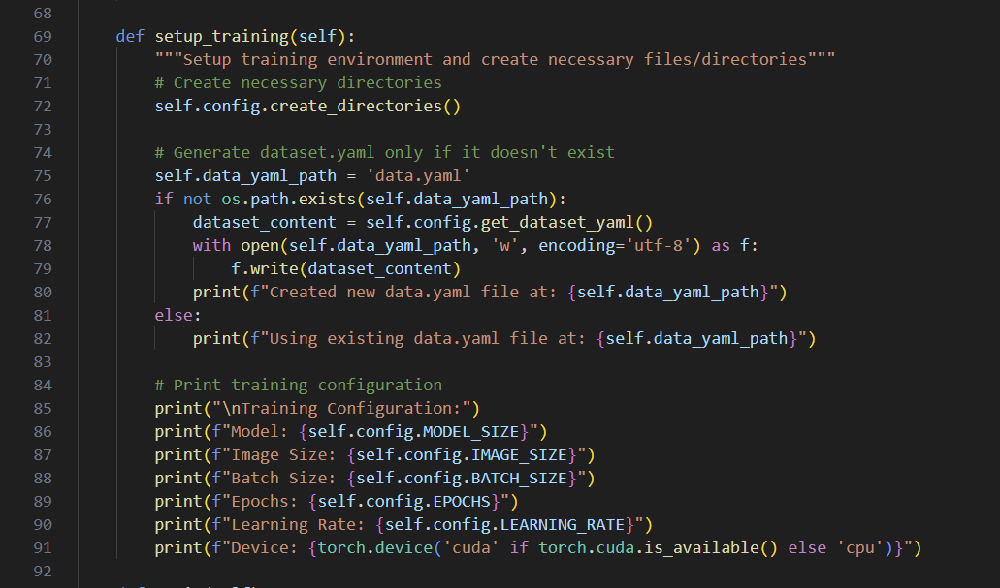 68
69 def setup_training(self):
70 """Setup training environment and create necessary files/directories"""
71 # Create necessary directories
72 self.config.create_directories()
73
74 # Generate dataset.yaml only if it doesn't exist
75 self.data_yaml_path = 'data.yaml'
76 if not os.path.exists(self.data_yaml_path):
77 dataset_content = self.config.get_dataset_yaml()
78 with open(self.data_yaml_path, 'w', encoding='utf-8') as f:
79 f.write(dataset_content)
80 print(f"Created new data.yaml file at: {self.data_yaml_path}")
81 else:
82 print(f"Using existing data.yaml file at: {self.data_yaml_path}")
83
84 # Print training configuration
85 print("\nTraining Configuration:")
86 print(f"Model: {self.config.MODEL_SIZE}")
87 print(f"Image Size: {self.config.IMAGE_SIZE}")
88 print(f"Batch Size: {self.config.BATCH_SIZE}")
89 print(f"Epochs: {self.config.EPOCHS}")
90 print(f"Learning Rate: {self.config.LEARNING_RATE}")
91 print(f"Device: {torch.device('cuda' if torch.cuda.is_available() else 'cpu')}")
92